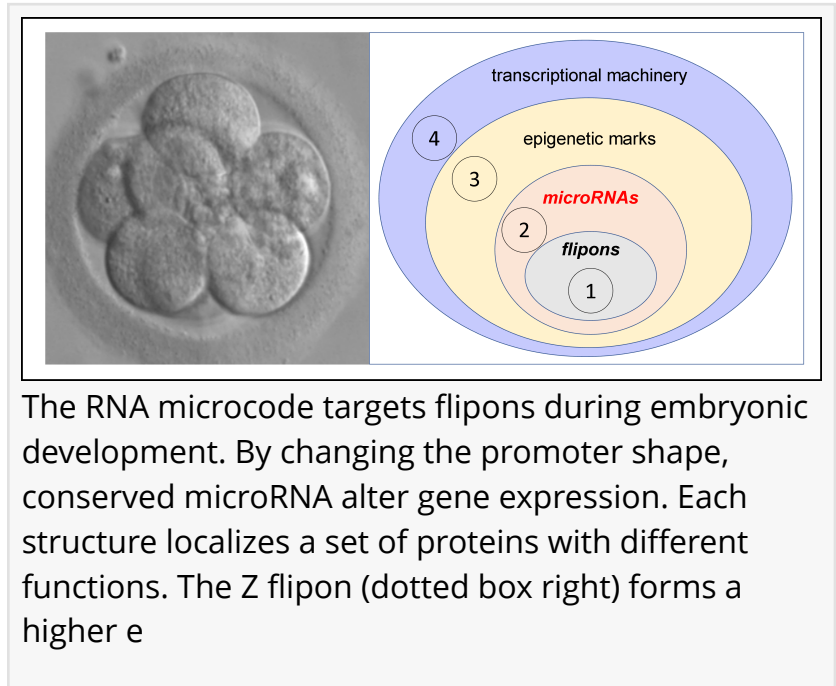 transcriptional machinery
4
epigenetic marks
3
microRNAs
2
flipons
1
The RNA microcode targets flipons during embryonic
development. By changing the promoter shape,
conserved microRNA alter gene expression. Each
structure localizes a set of proteins with different
functions. The Z flipon (dotted box right) forms a
higher e